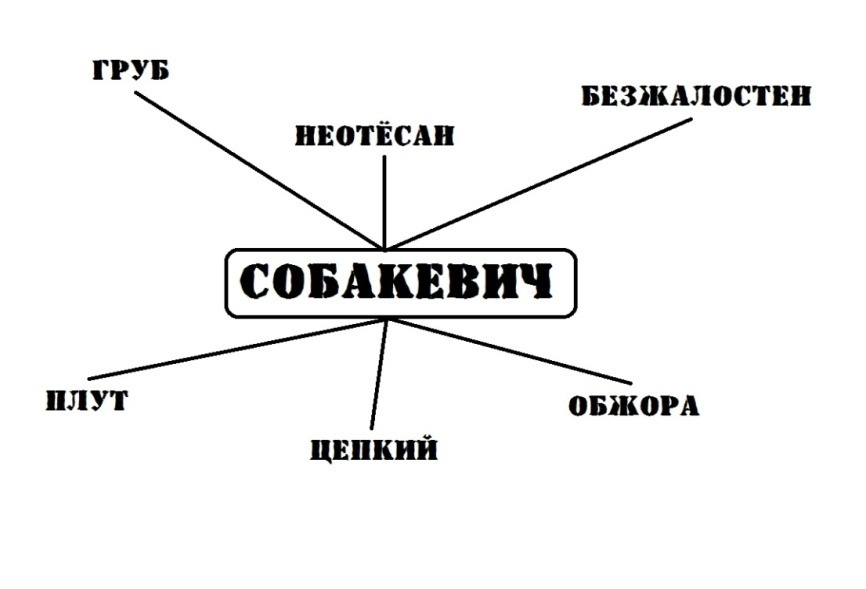 ГРУБ
БЕЗЖАЛОСТЕН
НЕОТЁСАН
СОБАКЕВИЧ
ПЛУТ
ОБЖОРА
ЦЕПКИЙ